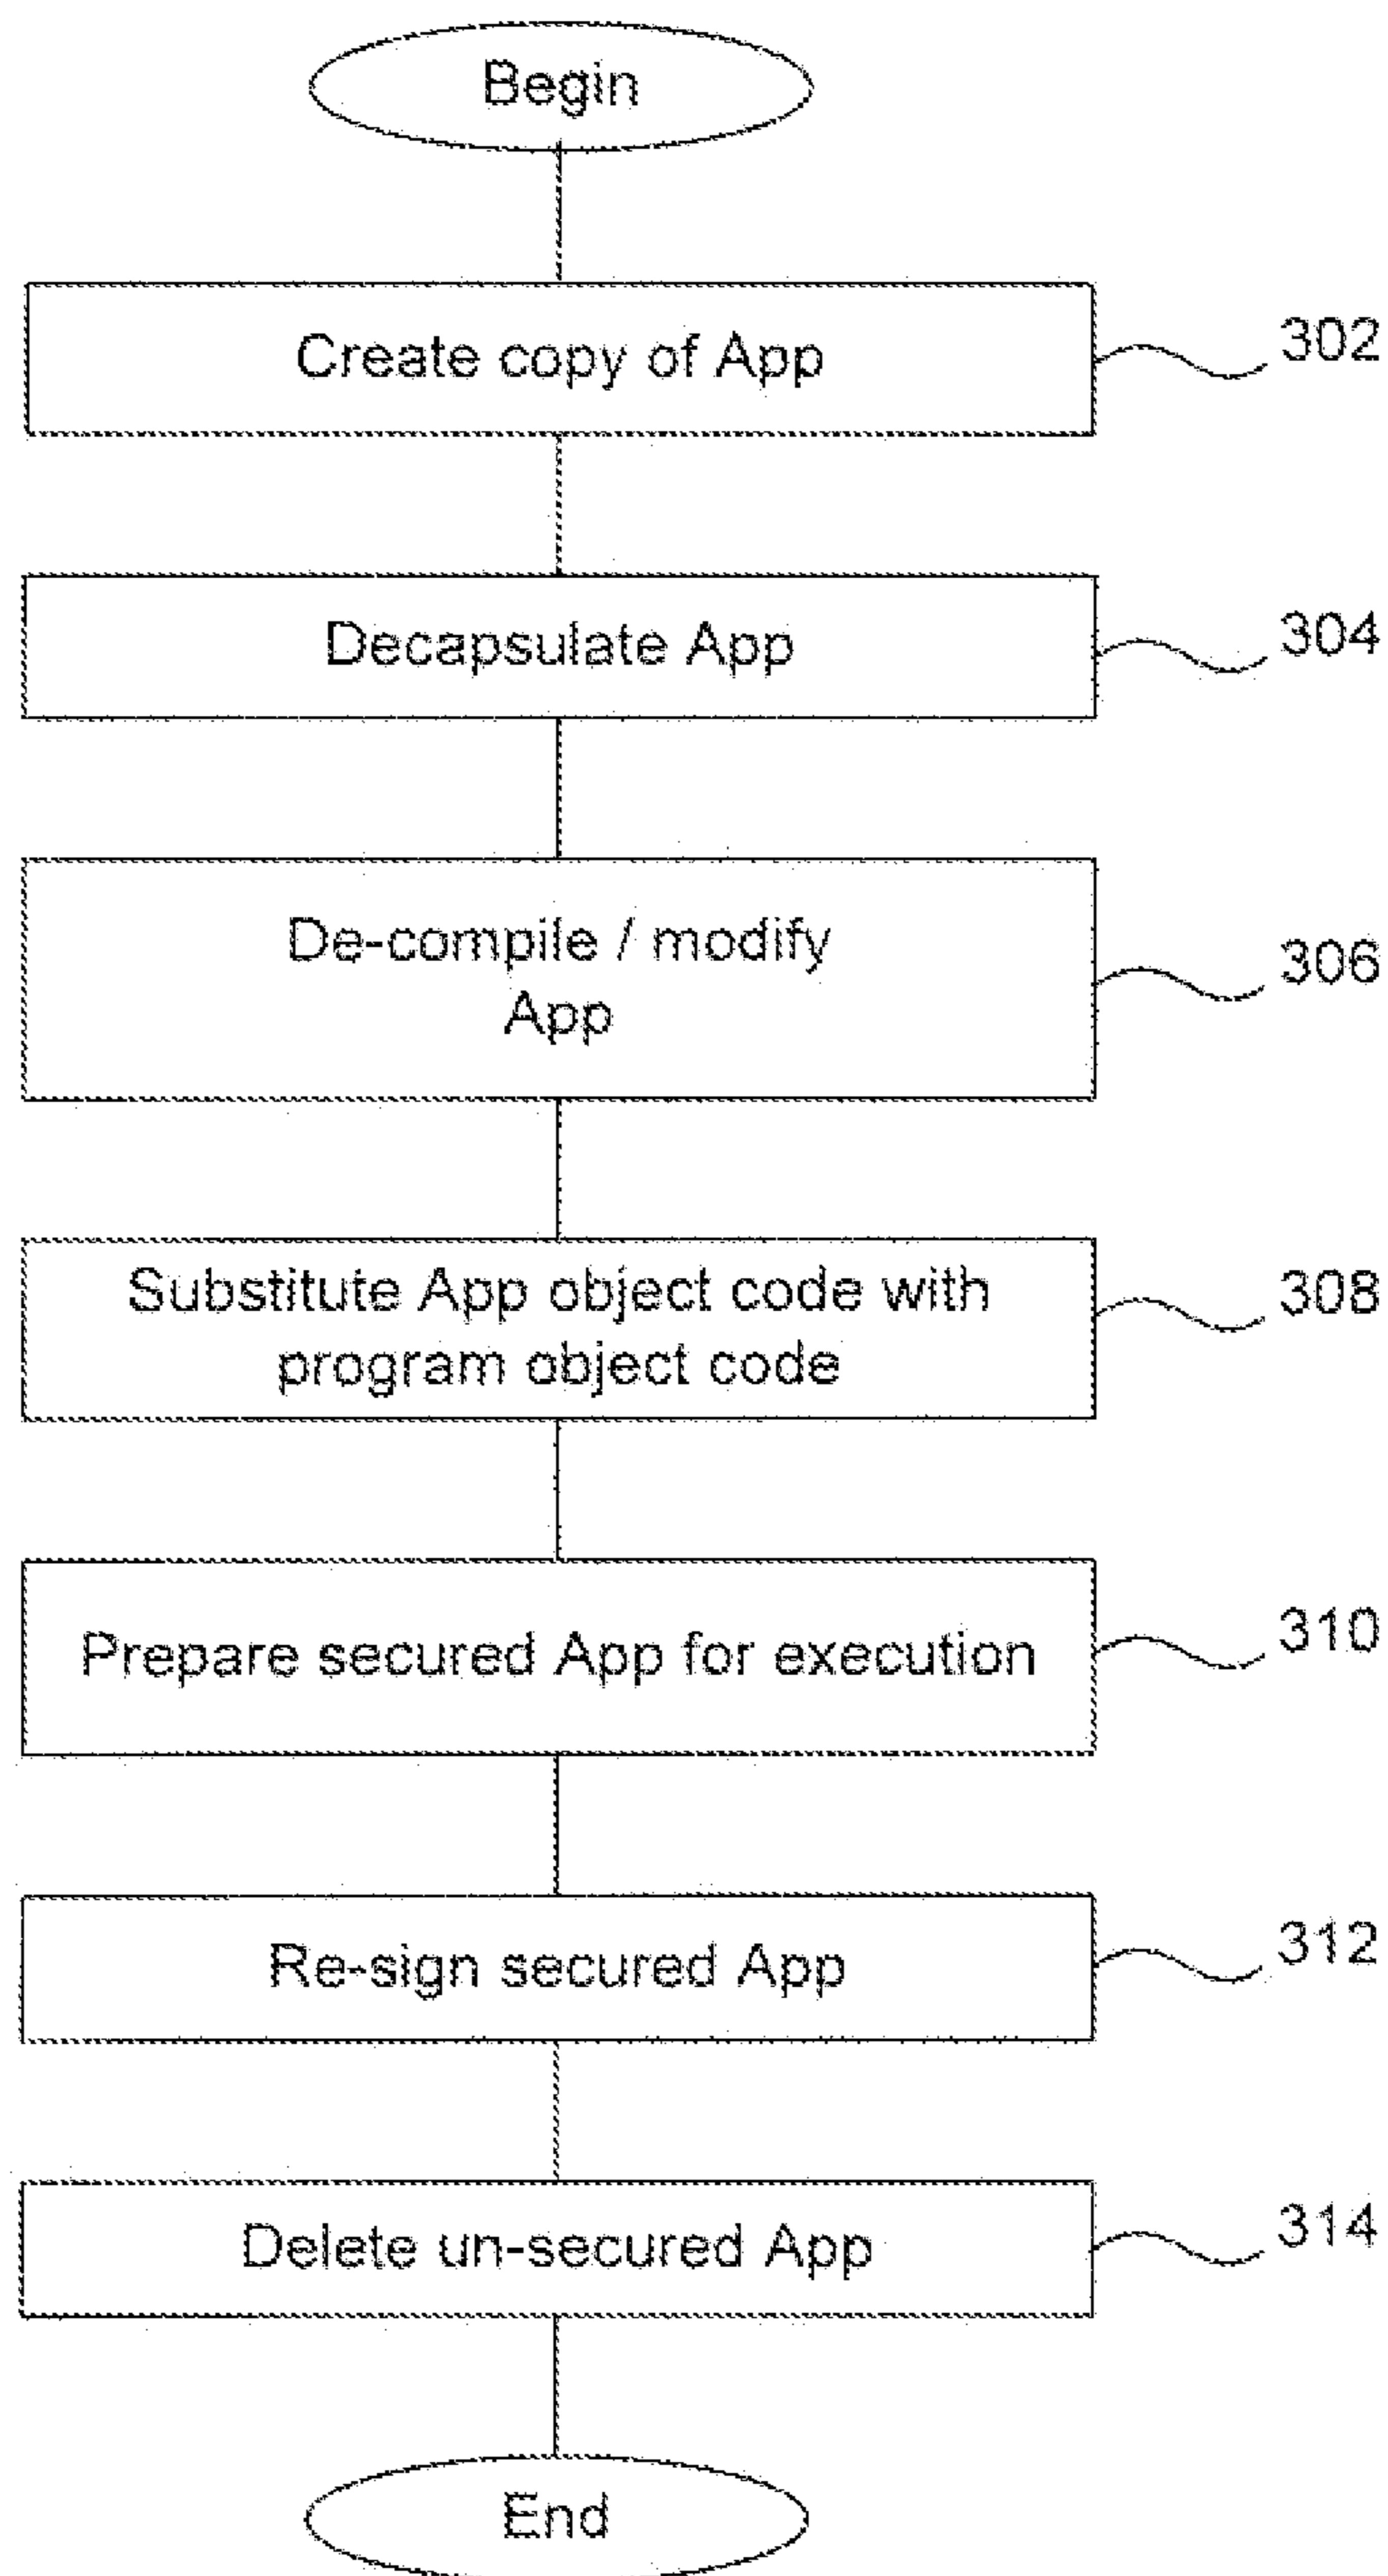 Begin
Create copy of App
302
Decapsulate App
304
De-compile / modify
App
306
Substitute App object code with
program object code
308
Prepare secured App for execution
310
Re-sign secured App
312
Delete un-secured App
314
End